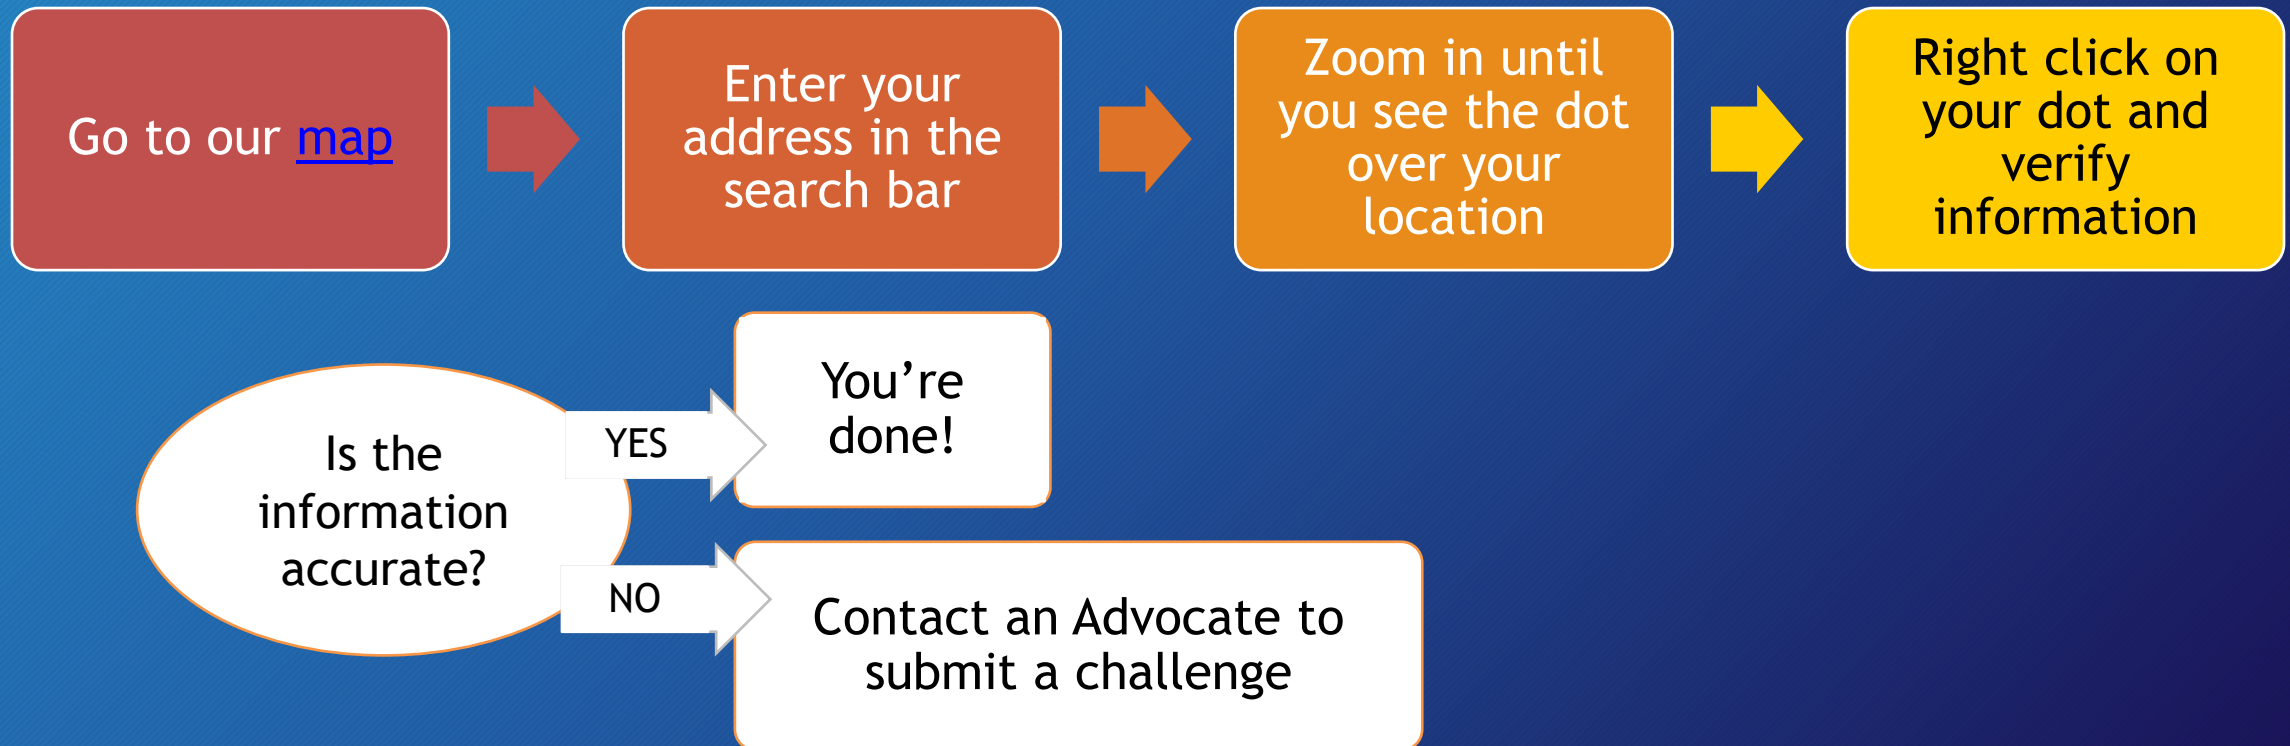 Go to our map
Enter your
address in the
search bar
Zoom in until
you see the dot
over your
location
Right click on
your dot and
verify
information
Is the
information
accurate?
YES
You’re
done!
NO
Contact an Advocate to
submit a challenge